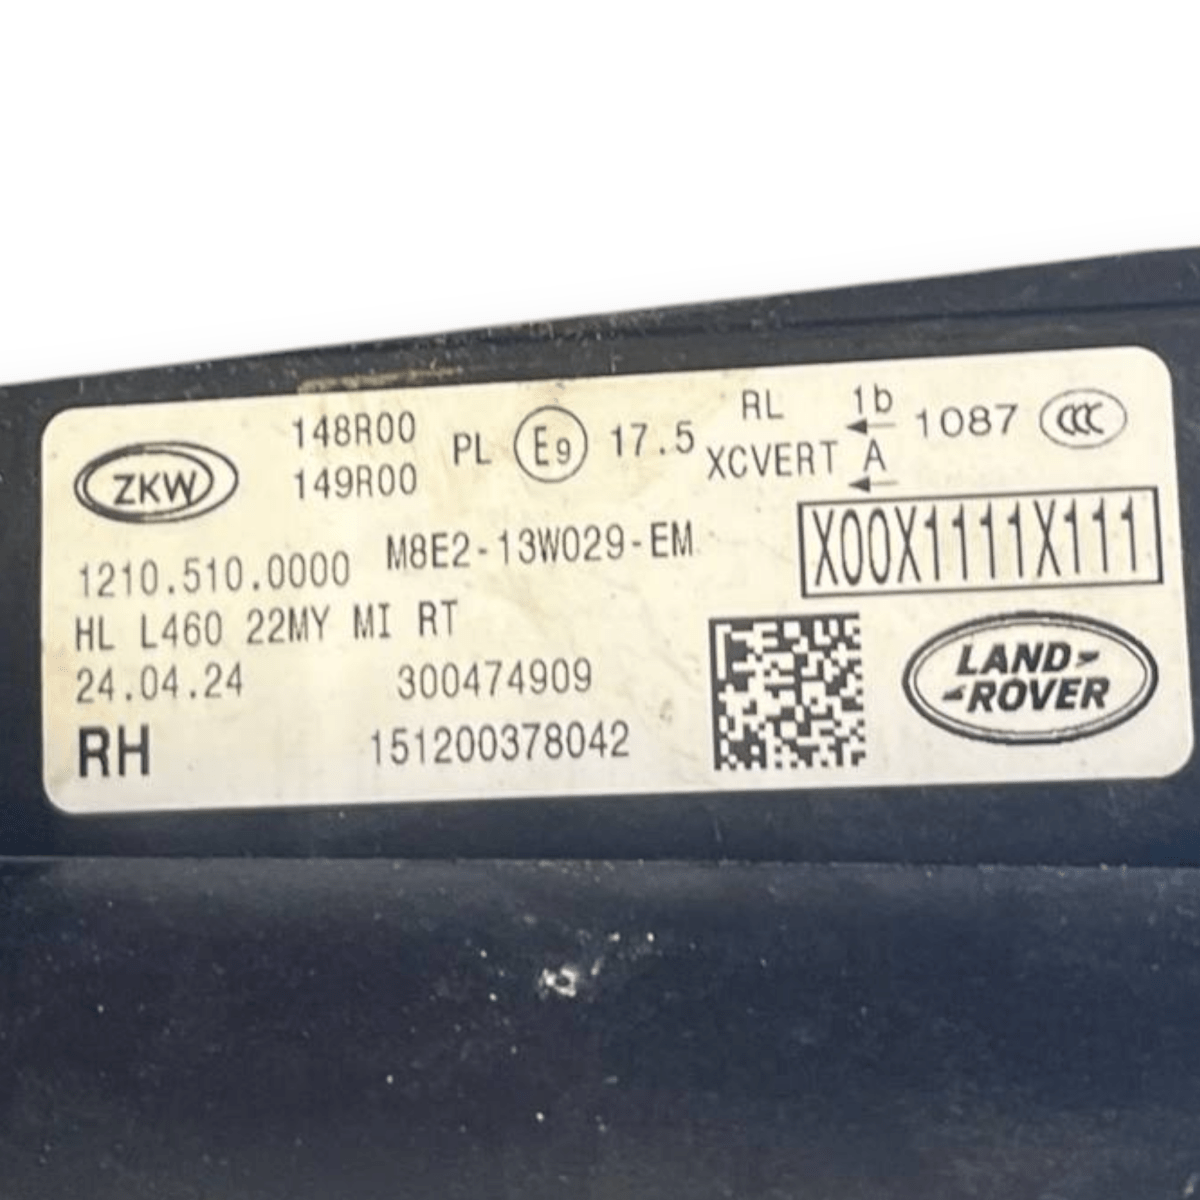 ZKW
148R00
149R00
PL E9 17.5
RL 1b
XCVERT A
1087 CCC
1210.510.0000 M8E2-13W029-EM
X00X1111X111
HL L460 22MY MI RT
24.04.24 300474909
RH 151200378042
LAND-
-ROVER